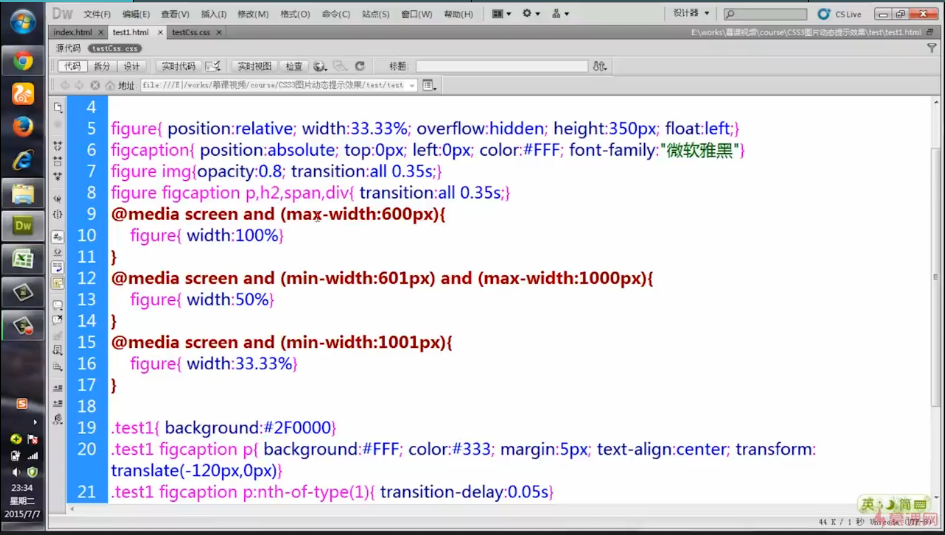 Dw 文件(F) 编辑(E) 查看(V) 插入(I) 修改(M) 格式(O) 命令(C) 站点(S) 窗口(W) 帮助(H) 设计器 CS Live
index.html × test1.html × testCss.css × E:\works\慕课视频\course\CSS3图片动态提示效果\test\test1.html
源代码 testCss.css
代码 拆分 设计 实时代码 实时视图 检查 标题:
地址 file:///E|/works/慕课视频/course/CSS3图片动态提示效果/test/test
4
5 figure{ position:relative; width:33.33%; overflow:hidden; height:350px; float:left;}
6 figcaption{ position:absolute; top:0px; left:0px; color:#FFF; font-family:"微软雅黑"}
7 figure img{opacity:0.8; transition:all 0.35s;}
8 figure figcaption p,h2,span,div{ transition:all 0.35s;}
9 @media screen and (max-width:600px){
10 figure{ width:100%}
11 }
12 @media screen and (min-width:601px) and (max-width:1000px){
13 figure{ width:50%}
14 }
15 @media screen and (min-width:1001px){
16 figure{ width:33.33%}
17 }
18
19 .test1{ background:#2F0000}
20 .test1 figcaption p{ background:#FFF; color:#333; margin:5px; text-align:center; transform:
translate(-120px,0px)}
21 .test1 figcaption p:nth-of-type(1){ transition-delay:0.05s}
Dw
23:34
星期二
2015/7/7
英 简
慕课网
44 K / 1 秒 Unicode (UTF-8)